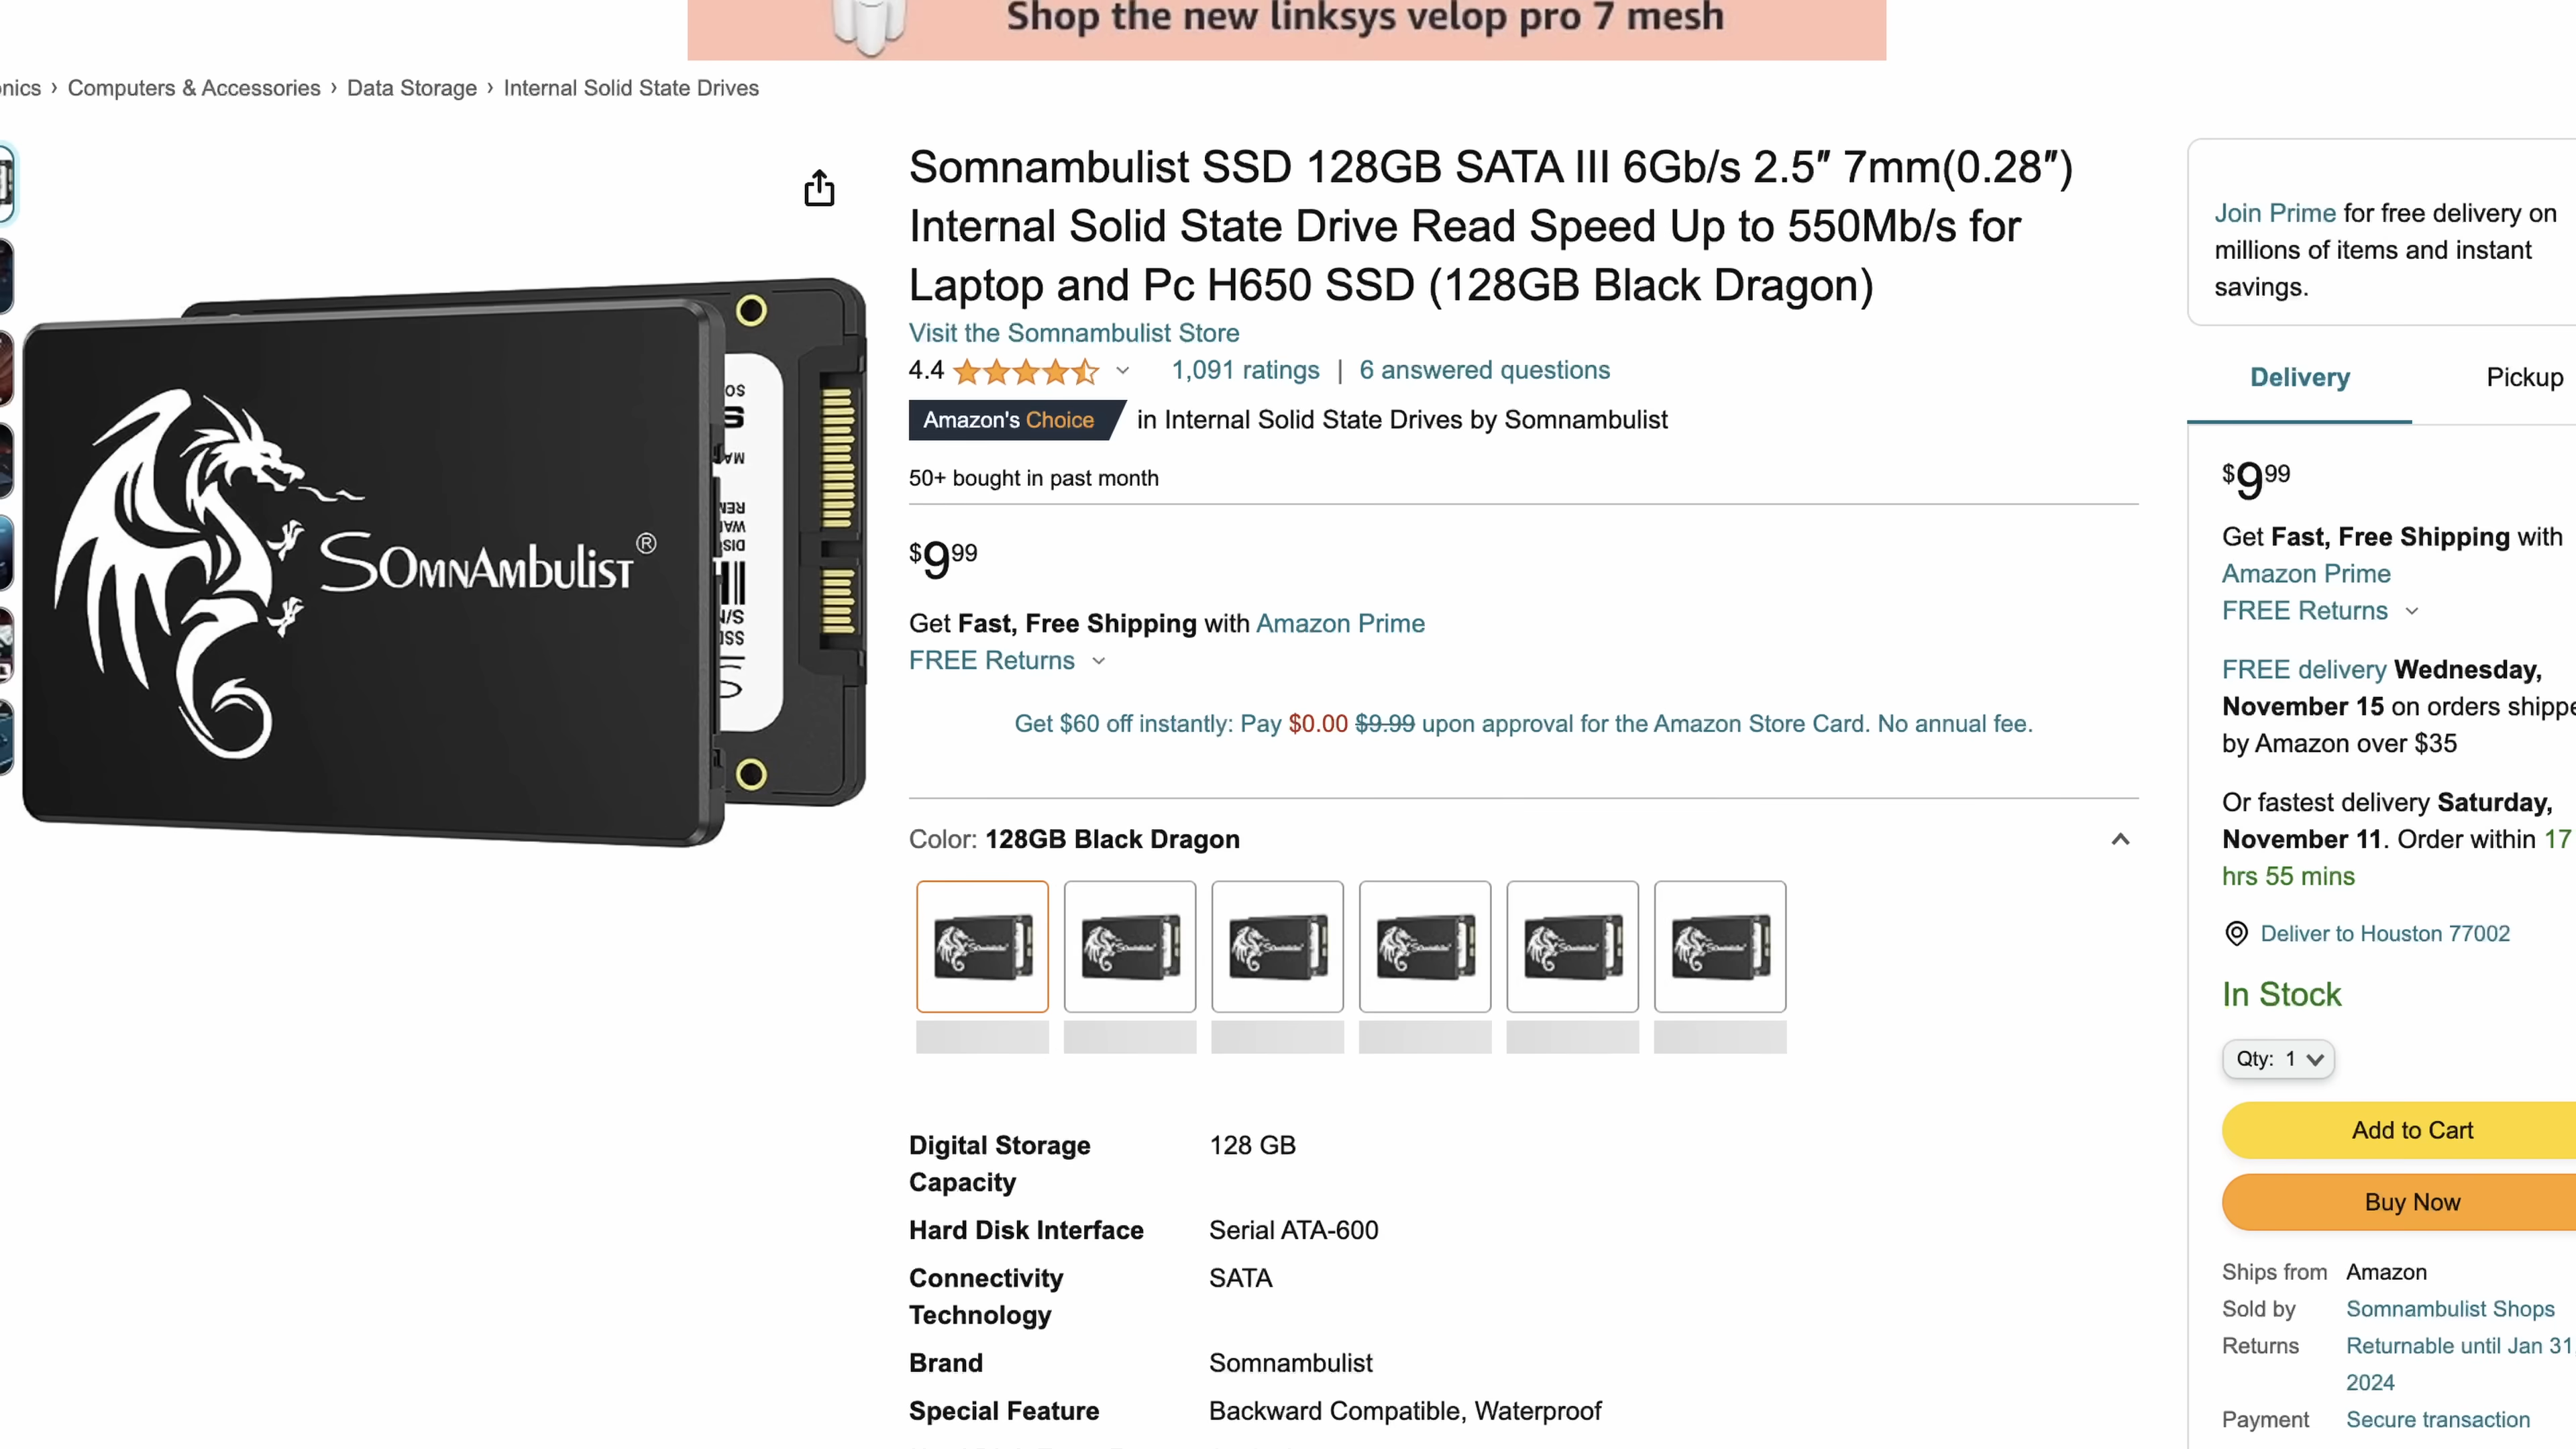 Shop the new linksys velop pro 7 mesh
nics › Computers & Accessories › Data Storage › Internal Solid State Drives
Somnambulist SSD 128GB SATA III 6Gb/s 2.5″ 7mm(0.28″)
Internal Solid State Drive Read Speed Up to 550Mb/s for
Laptop and Pc H650 SSD (128GB Black Dragon)
Visit the Somnambulist Store
4.4 1,091 ratings | 6 answered questions
Amazon's Choice in Internal Solid State Drives by Somnambulist
50+ bought in past month
$9 99
Get Fast, Free Shipping with Amazon Prime
FREE Returns
Get $60 off instantly: Pay $0.00 $9.99 upon approval for the Amazon Store Card. No annual fee.
Color: 128GB Black Dragon
Digital Storage 128 GB
Capacity
Hard Disk Interface Serial ATA-600
Connectivity SATA
Technology
Brand Somnambulist
Special Feature Backward Compatible, Waterproof
SOMNAMBULIST®
Join Prime for free delivery on
millions of items and instant
savings.
Delivery Pickup
$9 99
Get Fast, Free Shipping with
Amazon Prime
FREE Returns
FREE delivery Wednesday,
November 15 on orders shippe
by Amazon over $35
Or fastest delivery Saturday,
November 11. Order within 17
hrs 55 mins
Deliver to Houston 77002
In Stock
Qty: 1
Add to Cart
Buy Now
Ships from Amazon
Sold by Somnambulist Shops
Returns Returnable until Jan 31
2024
Payment Secure transaction